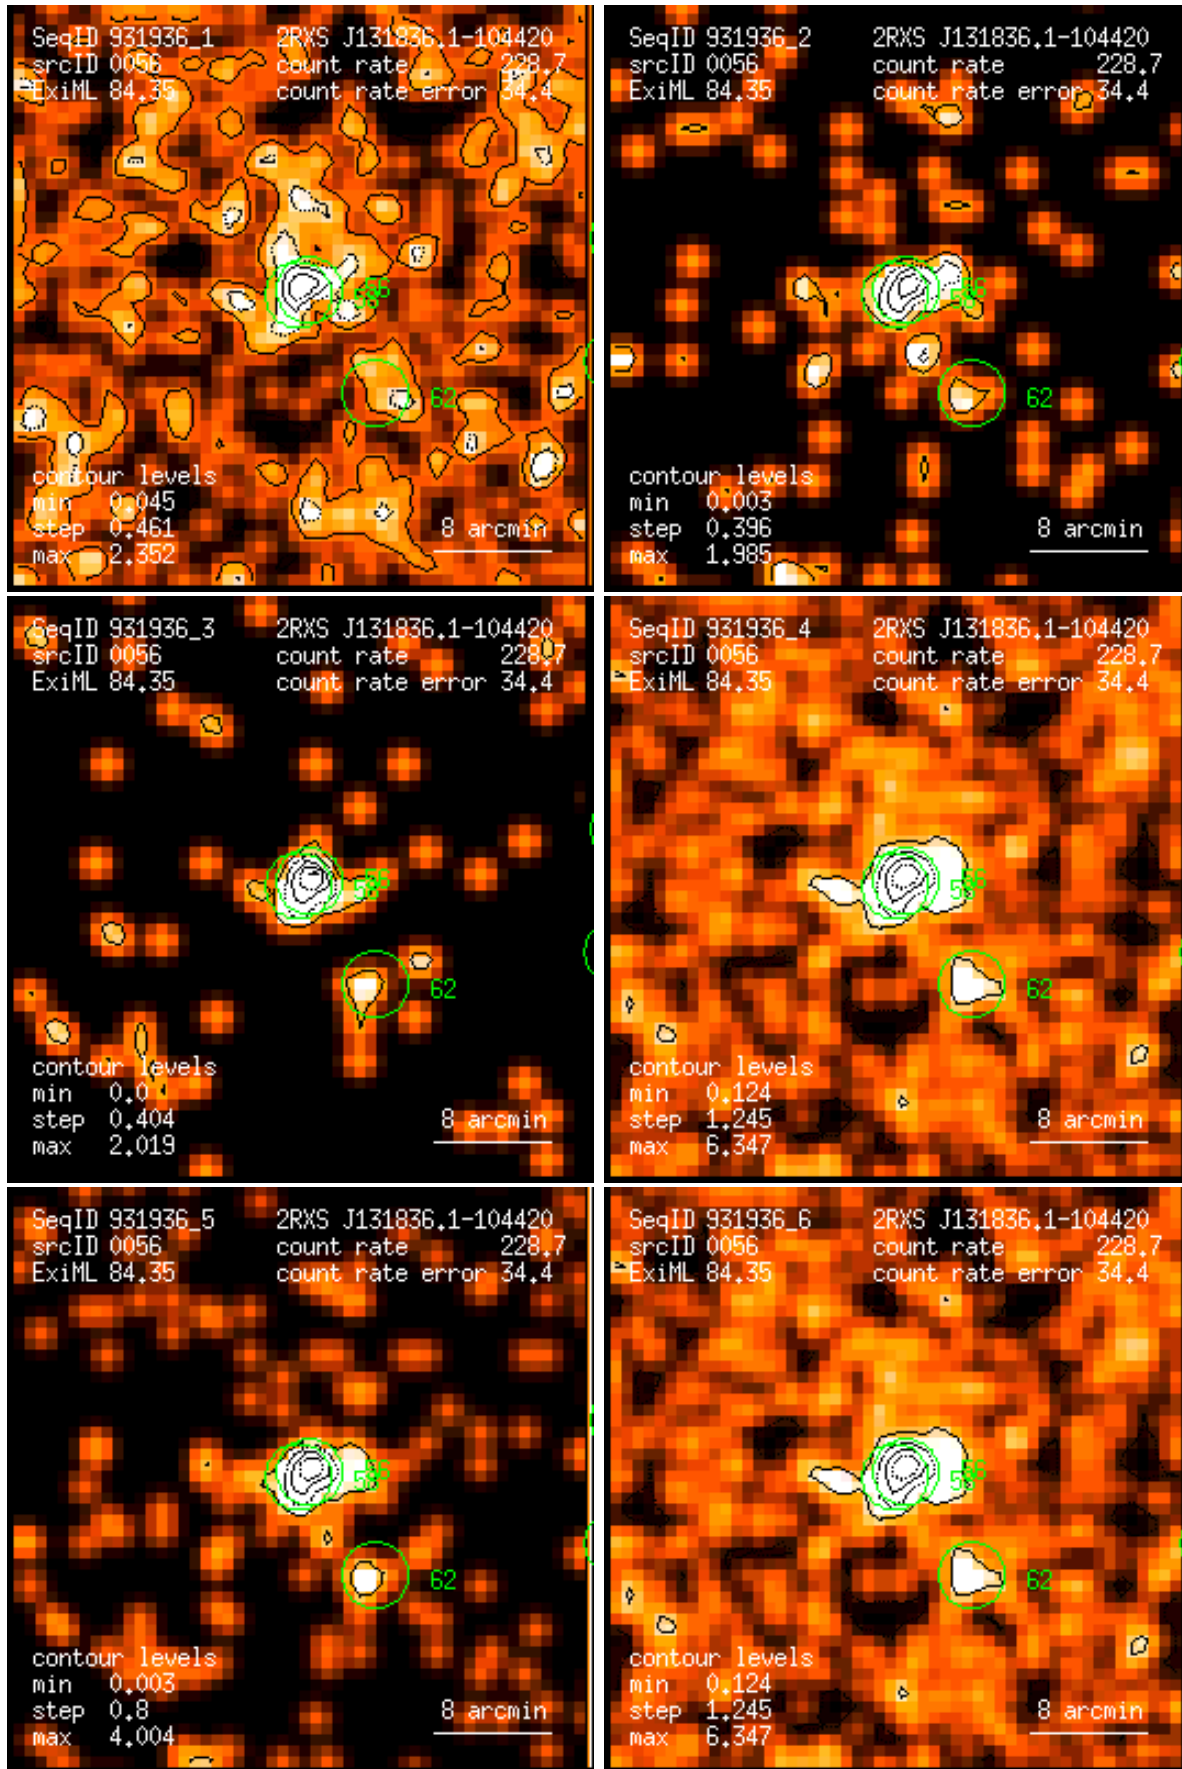 SeqID 931936_1 2RXS J131836.1-104420
srcID 0056 count rate 228.7
ExiML 84.35 count rate error 34.4
62
contour levels
min 0.045
step 0.461
max 2.352
8 arcmin
SeqID 931936_2 2RXS J131836.1-104420
srcID 0056 count rate 228.7
ExiML 84.35 count rate error 34.4
62
contour levels
min 0.003
step 0.396
max 1.985
8 arcmin
SeqID 931936_3 2RXS J131836.1-104420
srcID 0056 count rate 228.7
ExiML 84.35 count rate error 34.4
62
contour levels
min 0.0
step 0.404
max 2.019
8 arcmin
SeqID 931936_4 2RXS J131836.1-104420
srcID 0056 count rate 228.7
ExiML 84.35 count rate error 34.4
62
contour levels
min 0.124
step 1.245
max 6.347
8 arcmin
SeqID 931936_5 2RXS J131836.1-104420
srcID 0056 count rate 228.7
ExiML 84.35 count rate error 34.4
62
contour levels
min 0.003
step 0.8
max 4.004
8 arcmin
SeqID 931936_6 2RXS J131836.1-104420
srcID 0056 count rate 228.7
ExiML 84.35 count rate error 34.4
62
contour levels
min 0.124
step 1.245
max 6.347
8 arcmin